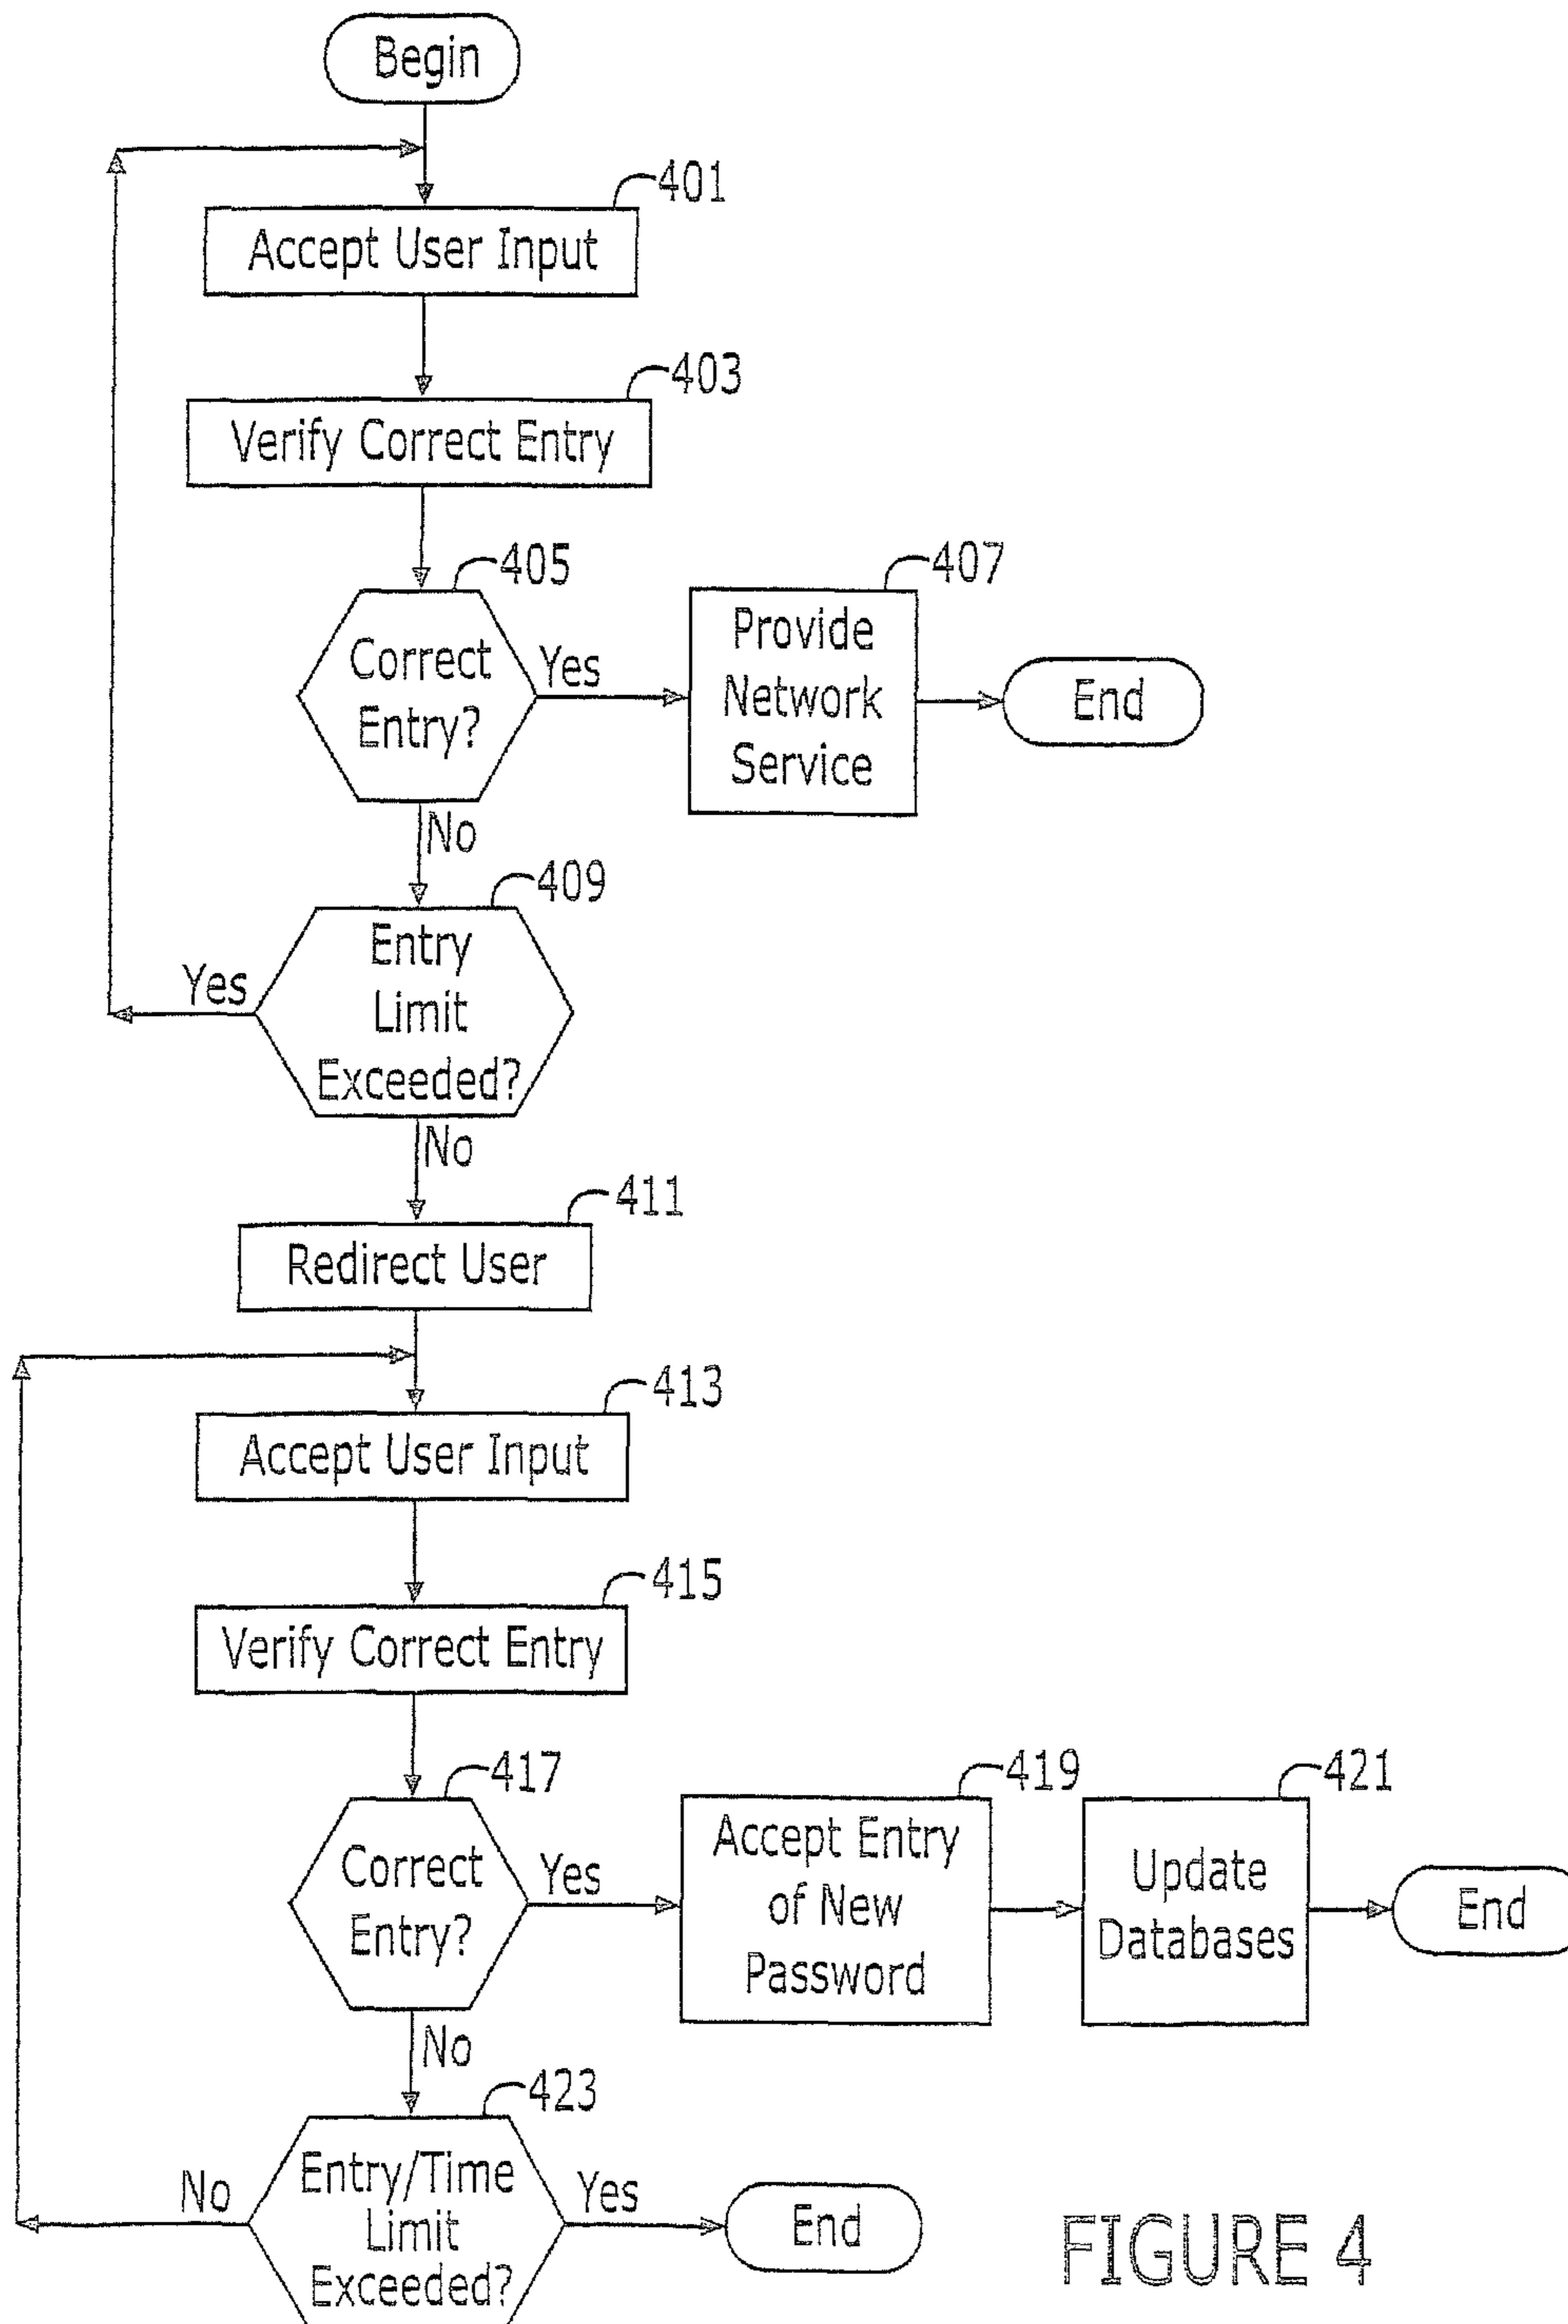 Begin
401
Accept User Input
403
Verify Correct Entry
405
Correct
Entry?
Yes
407
Provide
Network
Service
End
No
409
Entry
Limit
Exceeded?
Yes
No
411
Redirect User
413
Accept User Input
415
Verify Correct Entry
417
Correct
Entry?
Yes
419
Accept Entry
of New
Password
421
Update
Databases
End
No
423
Entry/Time
Limit
Exceeded?
No
Yes
End
FIGURE 4